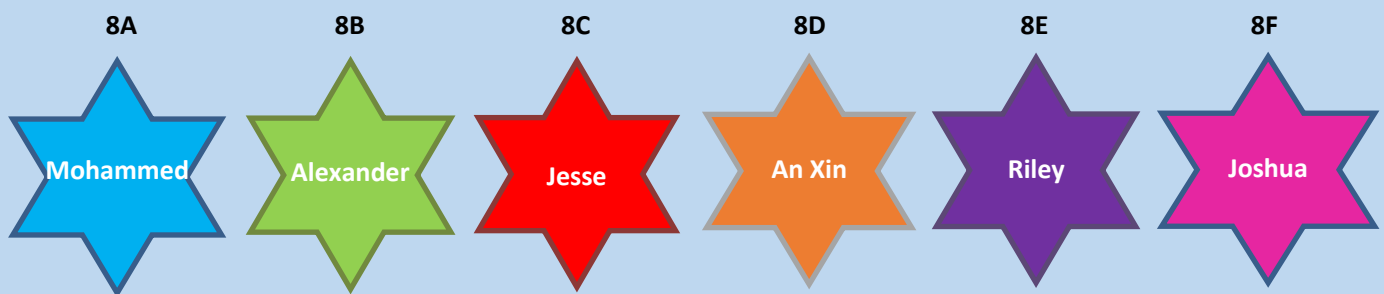 8A 8B 8C 8D 8E 8F
Mohammed Alexander Jesse An Xin Riley Joshua